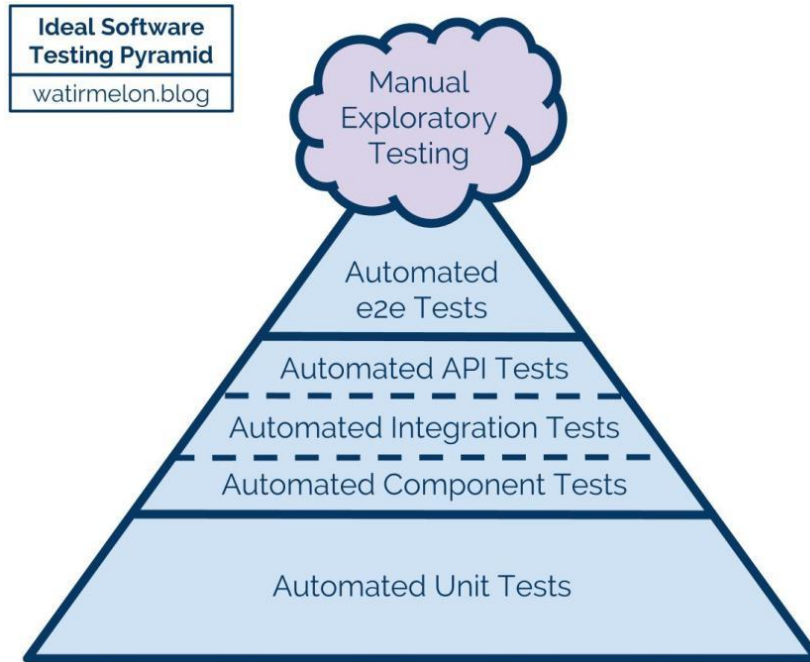 Ideal Software
Testing Pyramid
watirmelon.blog
Manual
Exploratory
Testing
Automated
e2e Tests
Automated API Tests
Automated Integration Tests
Automated Component Tests
Automated Unit Tests